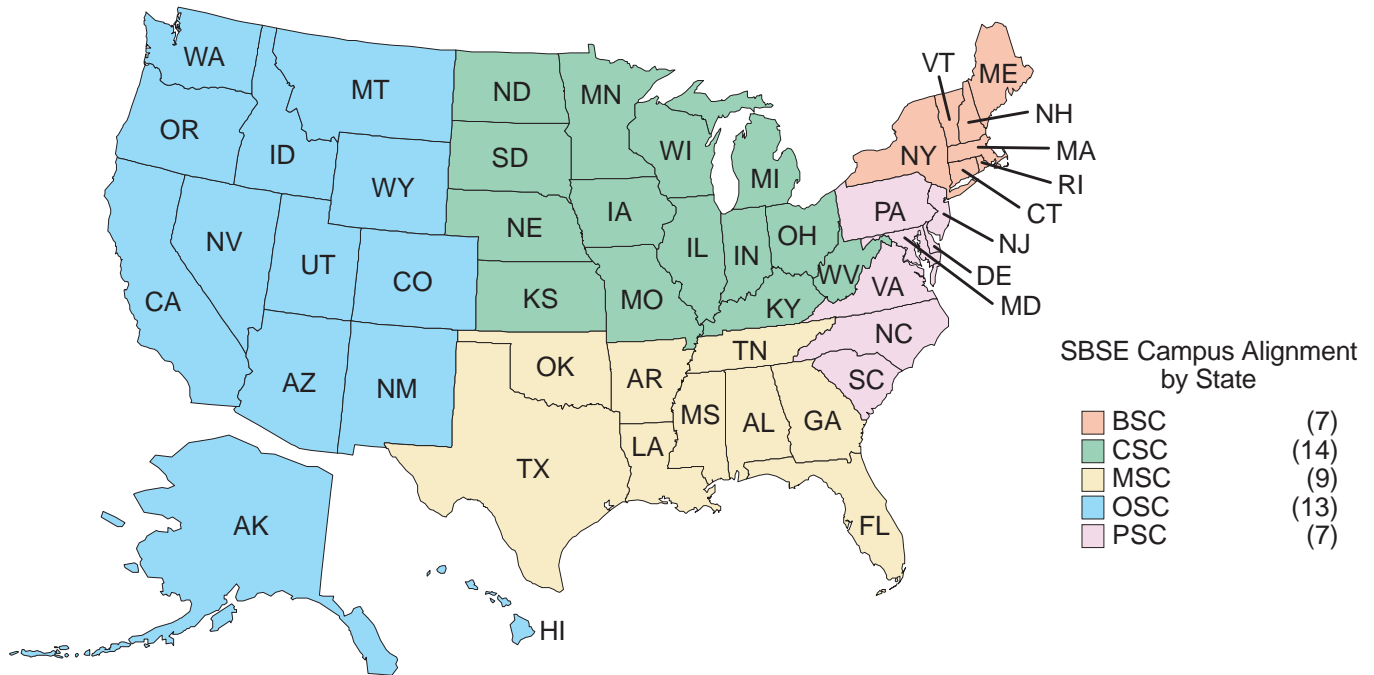 WA
MT
ND
MN
VT
ME
OR
ID
SD
WI
MI
NY
NH
MA
RI
CT
WY
NE
IA
PA
NJ
NV
UT
CO
IL
IN
OH
WV
DE
MD
CA
KS
MO
KY
VA
AZ
NM
OK
AR
TN
NC
SC
MS
AL
GA
LA
TX
FL
AK
HI
SBSE Campus Alignment
by State
BSC (7)
CSC (14)
MSC (9)
OSC (13)
PSC (7)